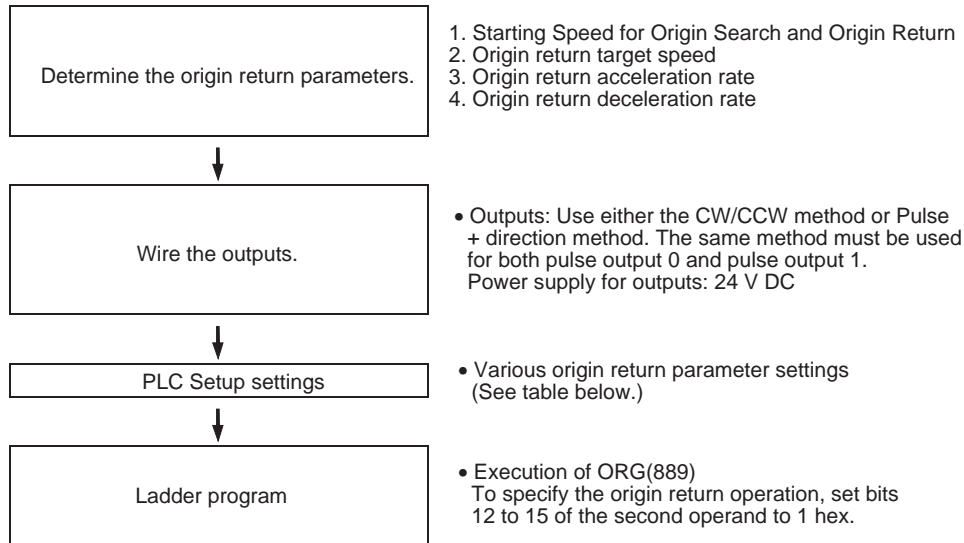 Determine the origin return parameters.
1. Starting Speed for Origin Search and Origin Return
2. Origin return target speed
3. Origin return acceleration rate
4. Origin return deceleration rate
Wire the outputs.
• Outputs: Use either the CW/CCW method or Pulse
+ direction method. The same method must be used
for both pulse output 0 and pulse output 1.
Power supply for outputs: 24 V DC
PLC Setup settings
• Various origin return parameter settings
(See table below.)
Ladder program
• Execution of ORG(889)
To specify the origin return operation, set bits
12 to 15 of the second operand to 1 hex.